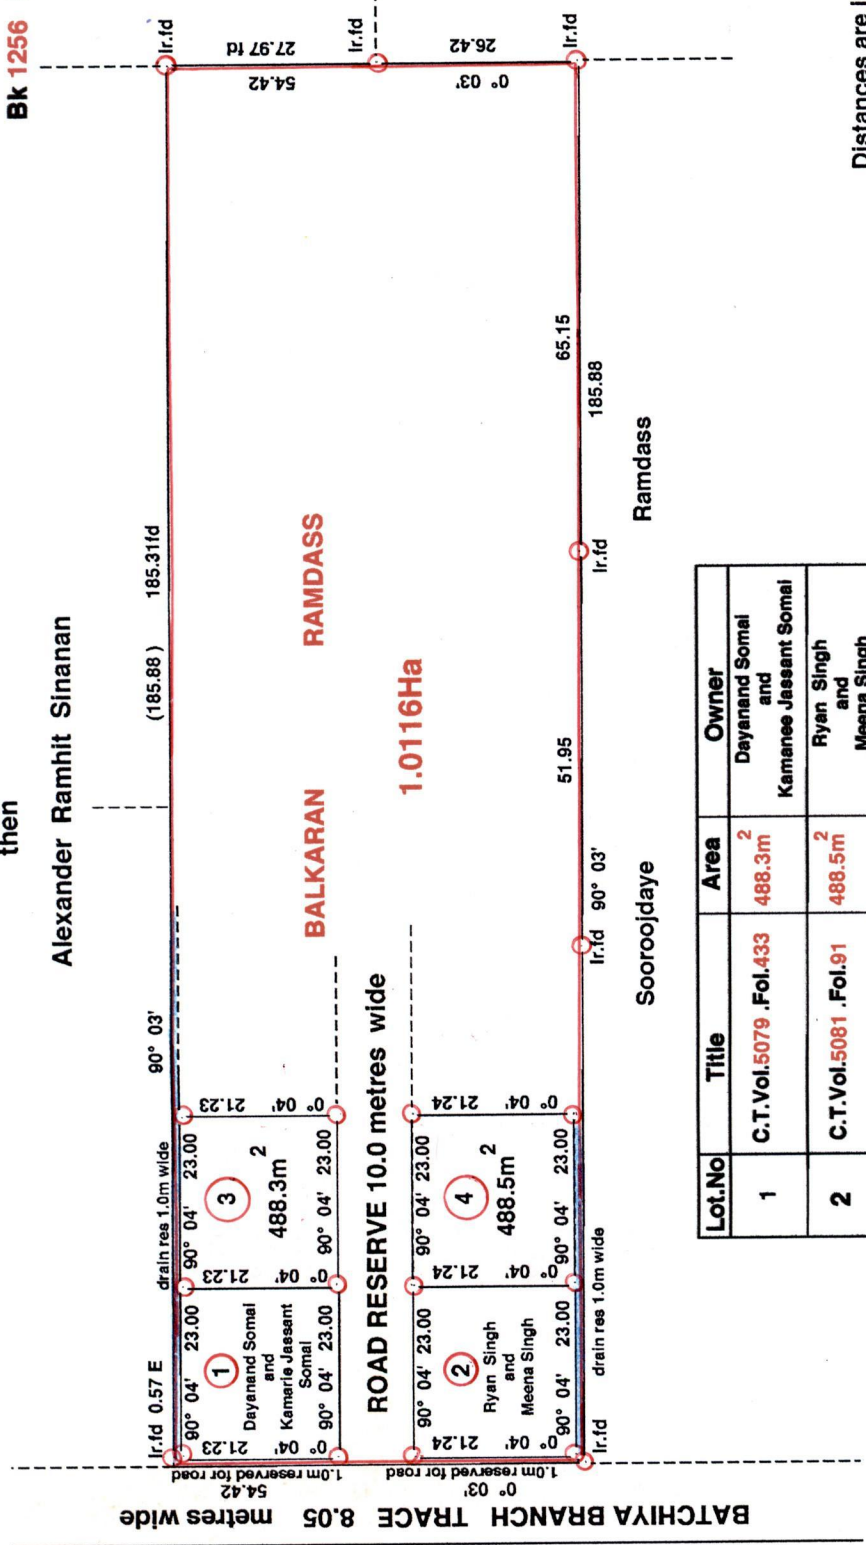 Bk 1256
then
Alexander Ramhit Sinanan
Ir.fd 0.57 E
drain res 1.0m wide
90° 03'
(185.88 )
185.31fd
Ir.fd
27.97 fd
54.42
Ir.fd
26.42
0° 03'
Ir.fd
90° 04' 23.00
90° 04' 23.00
1
Dayanand Somai
and
Kamarie Jassant
Somai
21.23
0° 04'
90° 04' 23.00
3
488.3m2
21.23
0° 04'
21.23
0° 04'
90° 04' 23.00
BALKARAN RAMDASS
1.0116Ha
ROAD RESERVE 10.0 metres wide
90° 04' 23.00
90° 04' 23.00
2
Ryan Singh
and
Meena Singh
21.24
0° 04'
90° 04' 23.00
4
488.5m2
21.24
0° 04'
21.24
0° 04'
90° 04' 23.00
BATCHIYA BRANCH TRACE 8.05 metres wide
54.42
0° 03'
1.0m reserved for road
1.0m reserved for road
Ir.fd
drain res 1.0m wide
Ir.fd 90° 03'
51.95
Ir.fd
65.15
185.88
Sooroojdaye
Ramdass
Lot.No Title Area Owner
1 C.T.Vol.5079 .Fol.433 488.3m2 Dayanand Somai
and
Kamanee Jassant Somai
2 C.T.Vol.5081 .Fol.91 488.5m2 Ryan Singh
and
Meena Singh
Distances are